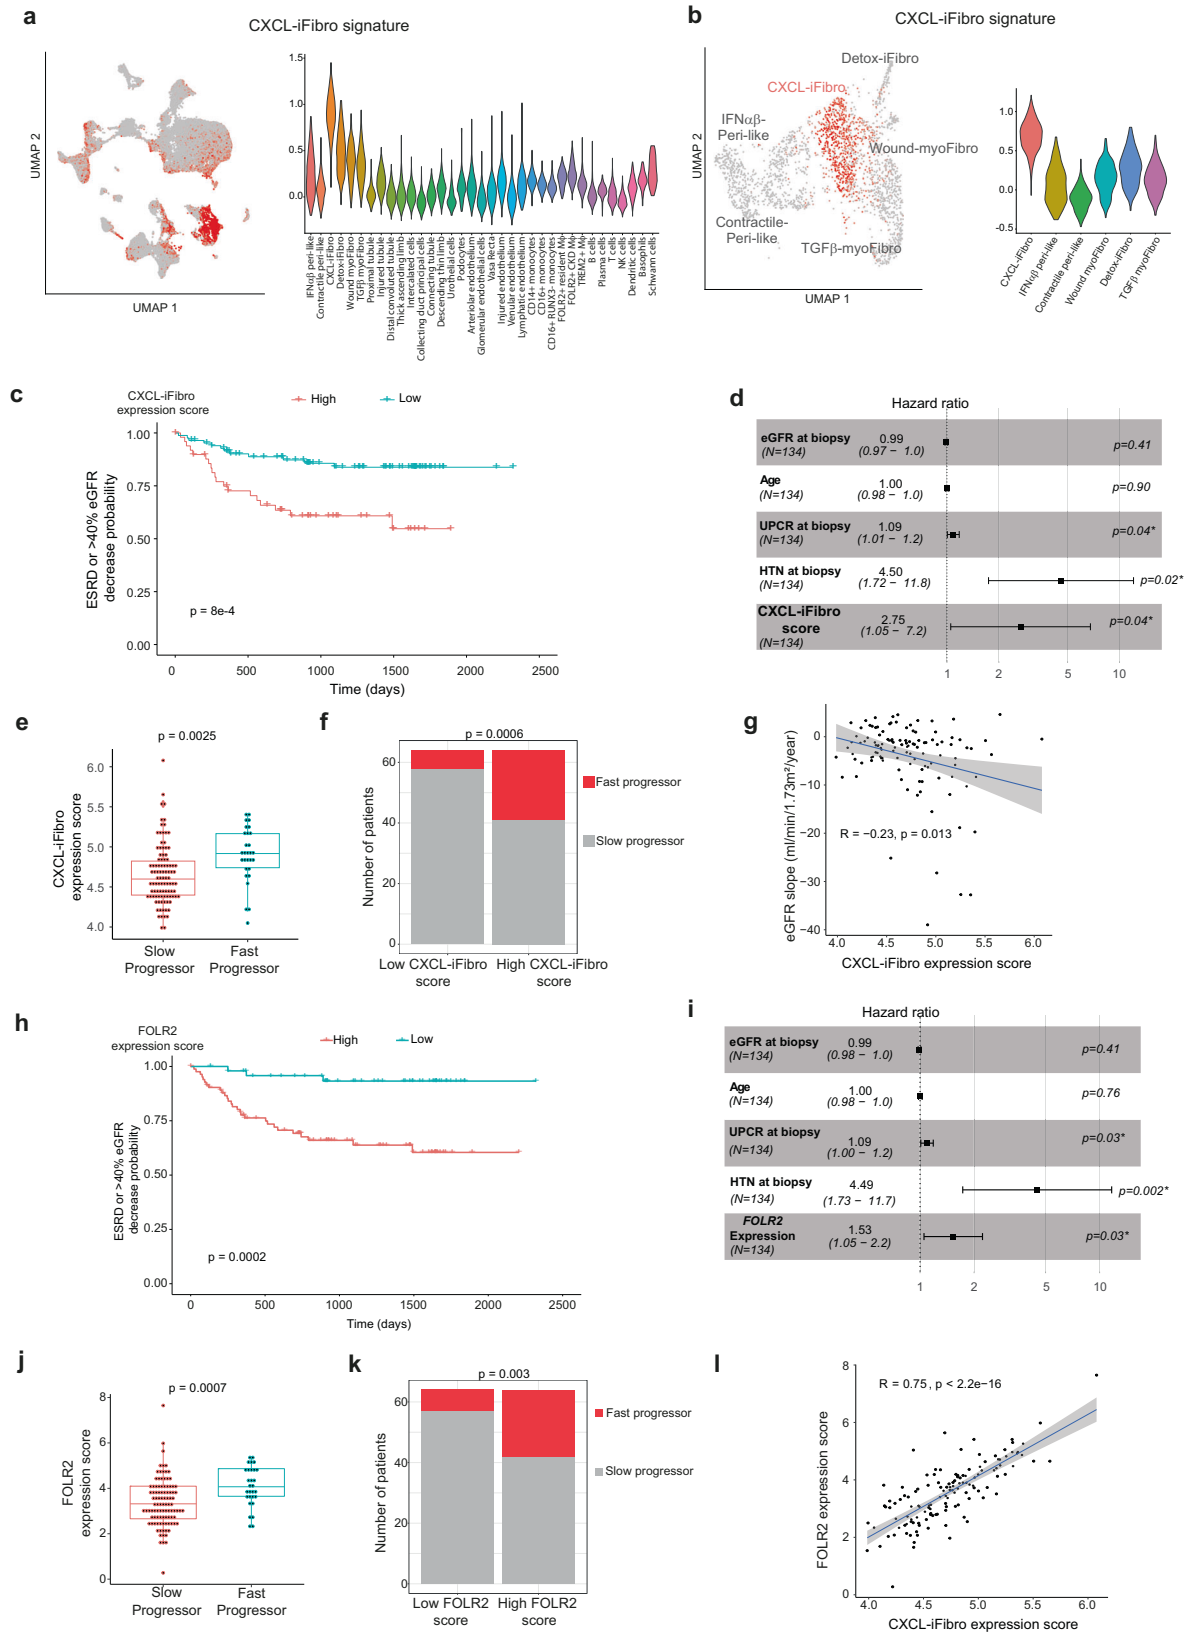 a
CXCL-iFibro signature
UMAP 2
UMAP 1
1.5
1.0
0.5
0.0
IFNαβ peri-like
Contractile peri-like
CXCL-iFibro
Detox-iFibro
Wound myoFibro
TGFβ myoFibro
Proximal tubule
Injured tubule
Distal convoluted tubule
Thick ascending limb
Intercalated cells
Collecting duct principal cells
Connecting tubule
Descending thin limb
Urothelial cells
Podocytes
Arteriolar endothelium
Glomerular endothelial cells
Vasa Recta
Injured endothelium
Venular endothelium
Lymphatic endothelium
CD14+ monocytes
CD16+ monocytes
CD16+ RUNX3- monocytes
FOLR2+ resident Mφ
FOLR2+ CKD Mφ
TREM2+ Mφ
B cells
Plasma cells
T cells
NK cells
Dendritic cells
Basophils
Schwann cells
b
CXCL-iFibro signature
Detox-iFibro
CXCL-iFibro
IFNαβ-
Peri-like
Wound-myoFibro
Contractile-
Peri-like
TGFβ-myoFibro
UMAP 2
UMAP 1
1.0
0.5
0.0
-0.5
CXCL-iFibro
IFNαβ peri-like
Contractile peri-like
Wound myoFibro
Detox-iFibro
TGFβ myoFibro
c
CXCL-iFibro
expression score
High
Low
ESRD or >40% eGFR
decrease probability
1.00
0.75
0.50
0.25
0.00
p = 8e-4
0 500 1000 1500 2000 2500
Time (days)
d
Hazard ratio
eGFR at biopsy
(N=134)
0.99
(0.97 − 1.0)
p=0.41
Age
(N=134)
1.00
(0.98 − 1.0)
p=0.90
UPCR at biopsy
(N=134)
1.09
(1.01 − 1.2)
p=0.04*
HTN at biopsy
(N=134)
4.50
(1.72 − 11.8)
p=0.02*
CXCL-iFibro
score
(N=134)
2.75
(1.05 − 7.2)
p=0.04*
1 2 5 10
e
p = 0.0025
CXCL-iFibro
expression score
6.0
5.5
5.0
4.5
4.0
Slow
Progressor
Fast
Progressor
f
p = 0.0006
Number of patients
60
40
20
0
Low CXCL-iFibro
score
High CXCL-iFibro
score
Fast progressor
Slow progressor
g
eGFR slope (ml/min/1.73m²/year)
0
−10
−20
−30
−40
R = −0.23, p = 0.013
4.0 4.5 5.0 5.5 6.0
CXCL-iFibro expression score
h
FOLR2
expression score
High
Low
ESRD or >40% eGFR
decrease probability
1.00
0.75
0.50
0.25
0.00
p = 0.0002
0 500 1000 1500 2000 2500
Time (days)
i
Hazard ratio
eGFR at biopsy
(N=134)
0.99
(0.98 − 1.0)
p=0.41
Age
(N=134)
1.00
(0.98 − 1.0)
p=0.76
UPCR at biopsy
(N=134)
1.09
(1.00 − 1.2)
p=0.03*
HTN at biopsy
(N=134)
4.49
(1.73 − 11.7)
p=0.002*
FOLR2
Expression
(N=134)
1.53
(1.05 − 2.2)
p=0.03*
1 2 5 10
j
p = 0.0007
FOLR2
expression score
8
6
4
2
0
Slow
Progressor
Fast
Progressor
k
p = 0.003
Number of patients
60
40
20
0
Low FOLR2
score
High FOLR2
score
Fast progressor
Slow progressor
l
R = 0.75, p < 2.2e−16
FOLR2 expression score
8
6
4
2
0
4.0 4.5 5.0 5.5 6.0
CXCL-iFibro expression score